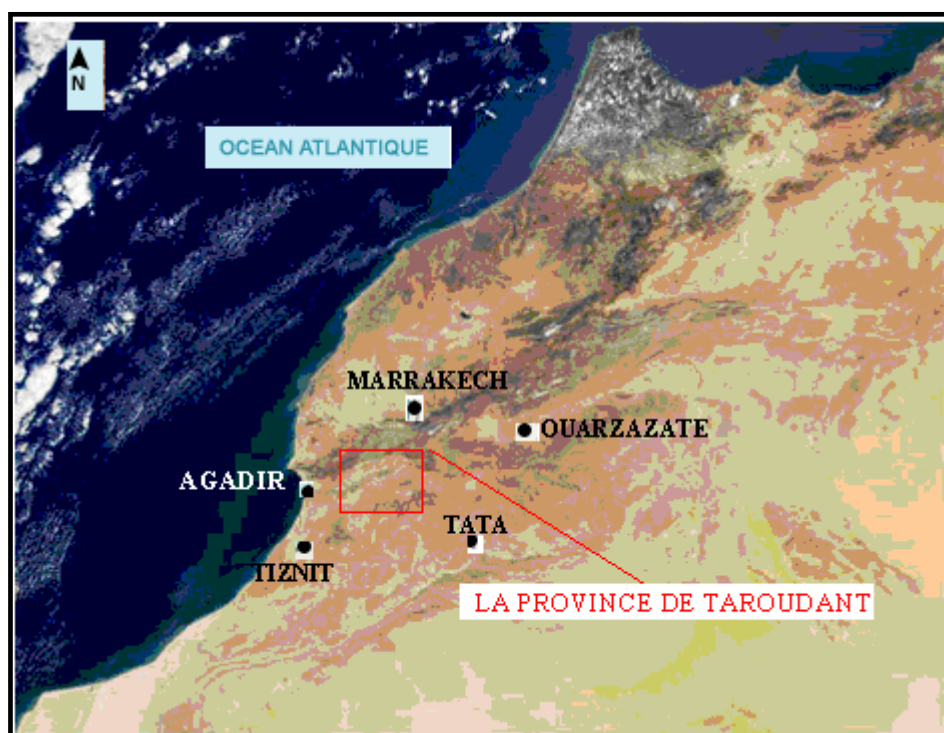 N
OCEAN ATLANTIQUE
MARRAKECH
OUARZAZATE
AGADIR
TATA
TIZNIT
LA PROVINCE DE TAROUDANT